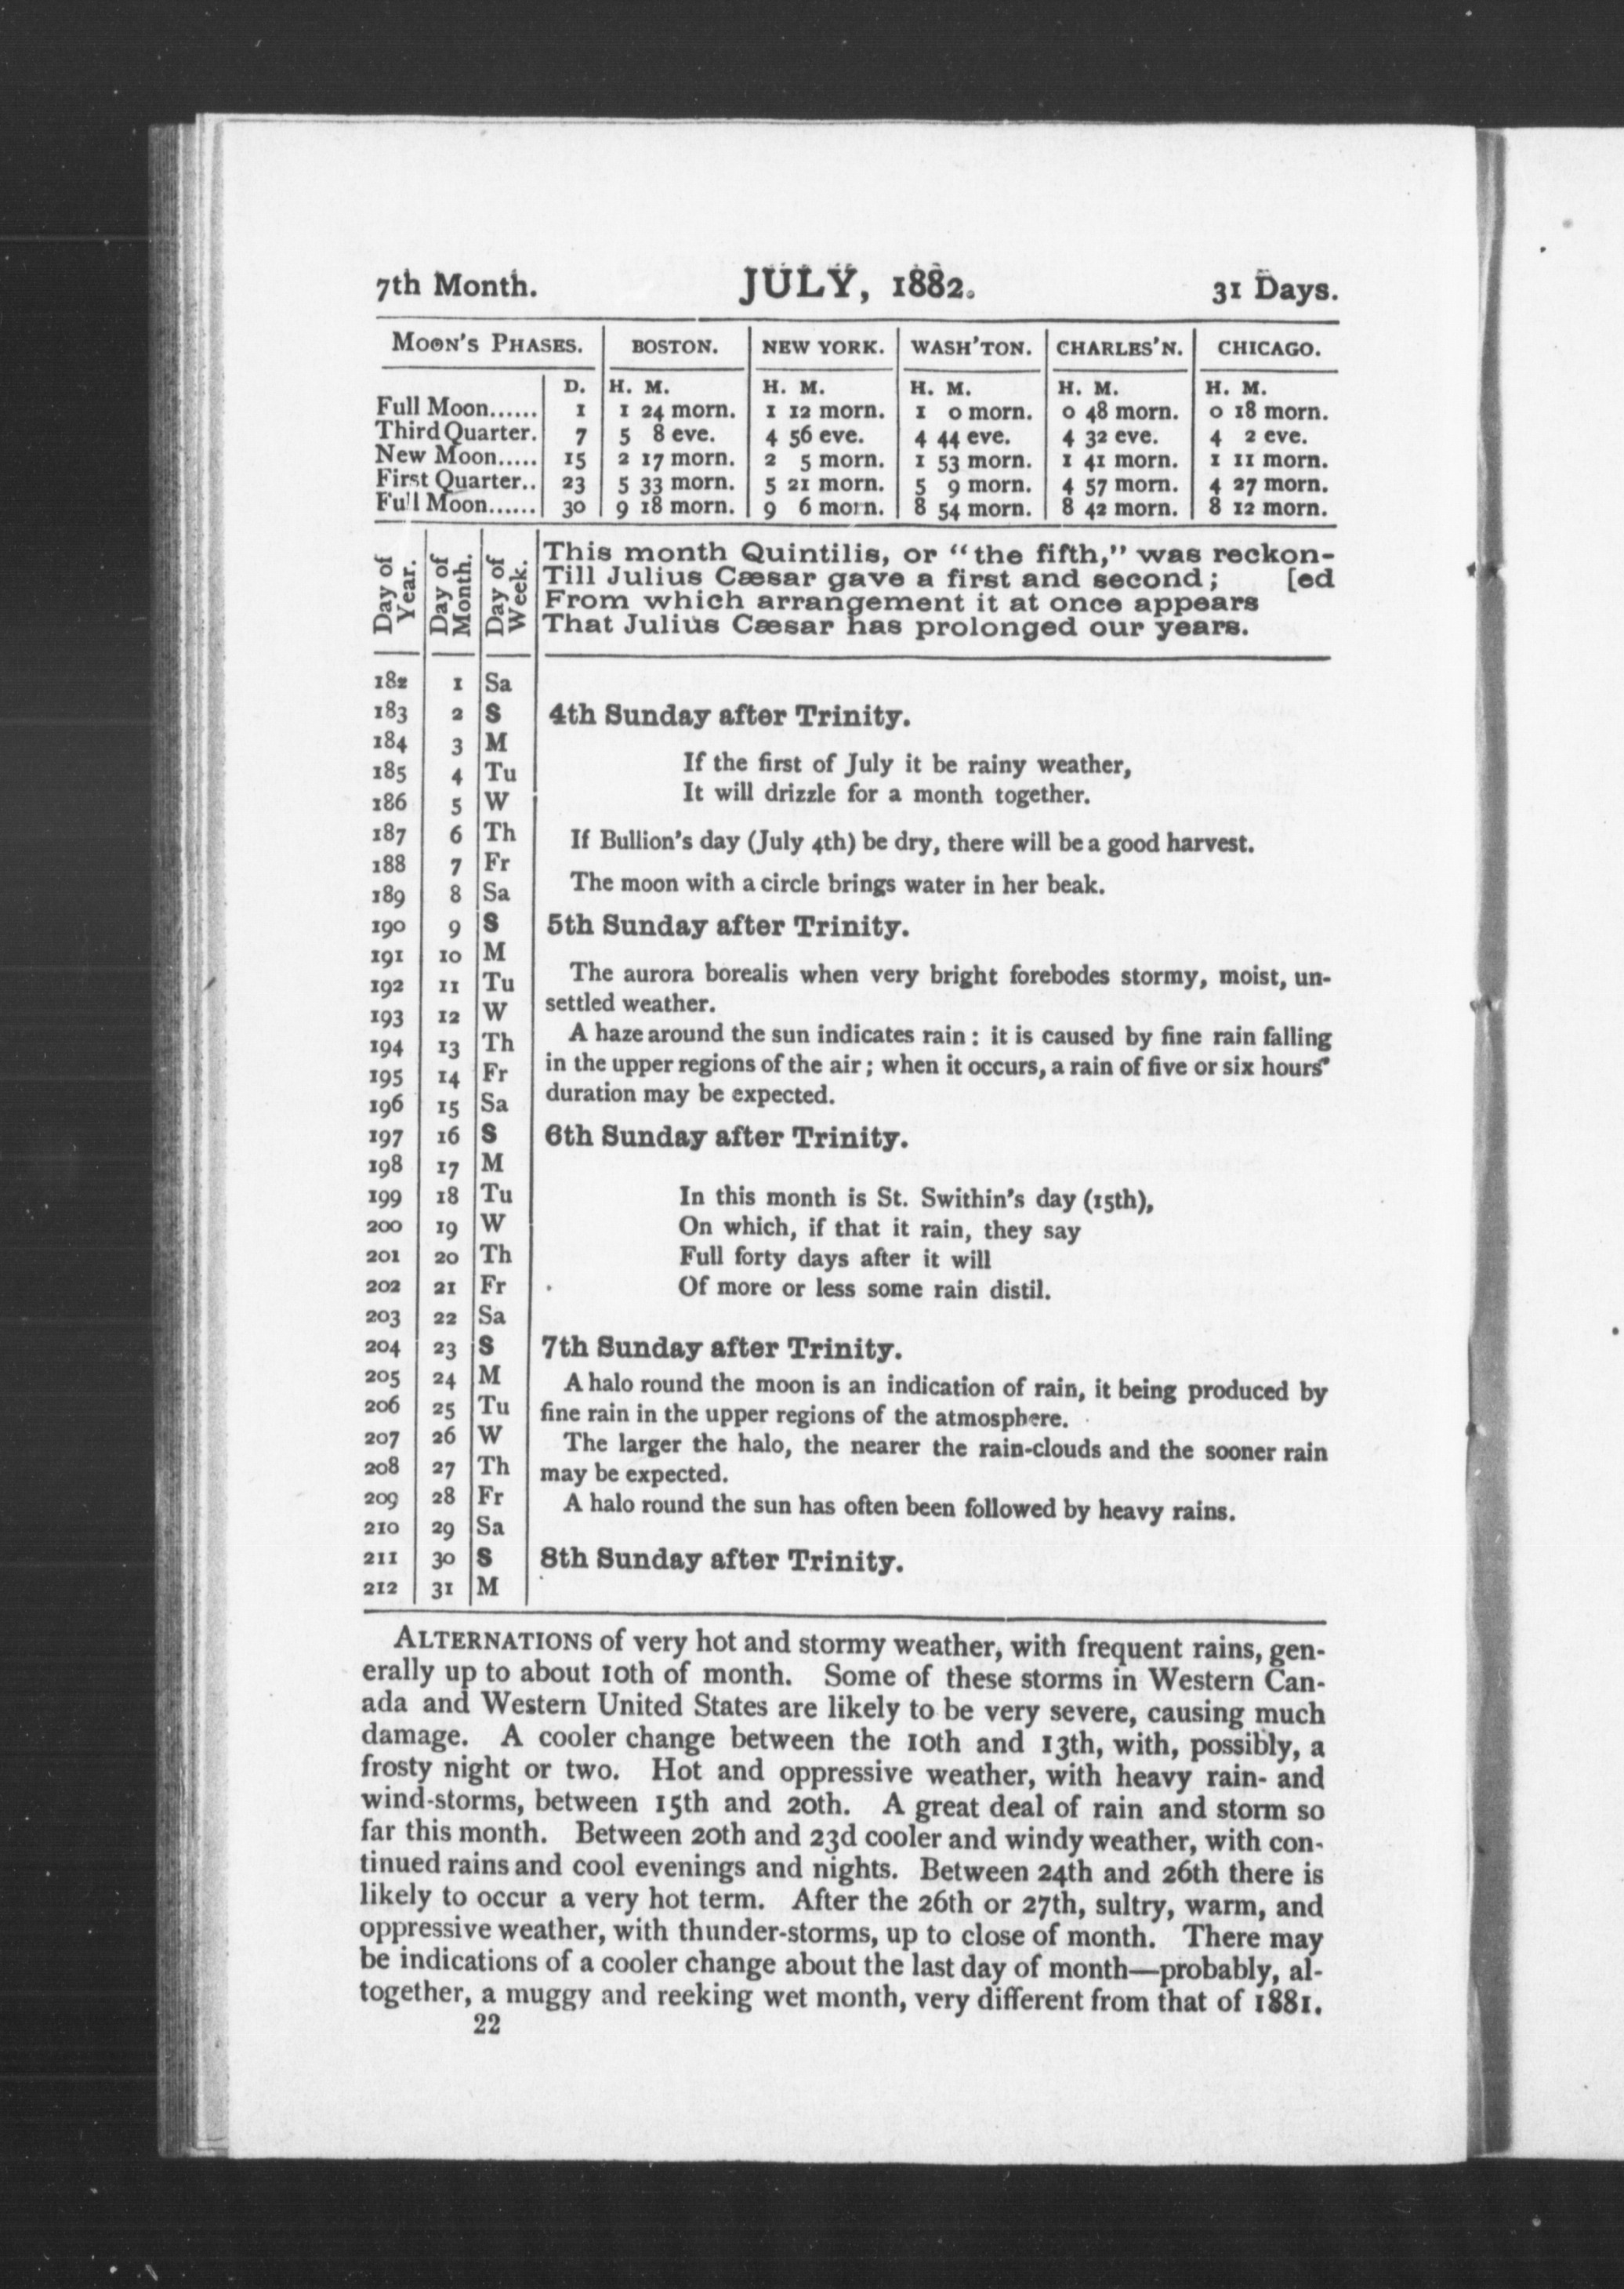 7th Month. JULY, 1882. 31 Days.
MOON'S PHASES. BOSTON. NEW YORK. WASH'TON. CHARLES'N. CHICAGO.
D. H. M. H. M. H. M. H. M. H. M.
Full Moon...... 1 1 24 morn. 1 12 morn. 1 0 morn. 0 48 morn. 0 18 morn.
Third Quarter. 7 5 8 eve. 4 56 eve. 4 44 eve. 4 32 eve. 4 2 eve.
New Moon..... 15 2 17 morn. 2 5 morn. 1 53 morn. 1 41 morn. 1 11 morn.
First Quarter.. 23 5 33 morn. 5 21 morn. 5 9 morn. 4 57 morn. 4 27 morn.
Full Moon...... 30 9 18 morn. 9 6 morn. 8 54 morn. 8 42 morn. 8 12 morn.
Day of Year. Day of Month. Day of Week.
This month Quintilis, or "the fifth," was reckon-
Till Julius Cæsar gave a first and second; [ed
From which arrangement it at once appears
That Julius Cæsar has prolonged our years.
182 1 Sa
183 2 S 4th Sunday after Trinity.
184 3 M
If the first of July it be rainy weather,
185 4 Tu
It will drizzle for a month together.
186 5 W
187 6 Th If Bullion's day (July 4th) be dry, there will be a good harvest.
188 7 Fr
189 8 Sa The moon with a circle brings water in her beak.
190 9 S 5th Sunday after Trinity.
191 10 M
192 11 Tu The aurora borealis when very bright forebodes stormy, moist, un-
193 12 W settled weather.
194 13 Th A haze around the sun indicates rain: it is caused by fine rain falling
195 14 Fr in the upper regions of the air; when it occurs, a rain of five or six hours'
196 15 Sa duration may be expected.
197 16 S 6th Sunday after Trinity.
198 17 M
199 18 Tu In this month is St. Swithin's day (15th),
200 19 W On which, if that it rain, they say
201 20 Th Full forty days after it will
202 21 Fr Of more or less some rain distil.
203 22 Sa
204 23 S 7th Sunday after Trinity.
205 24 M A halo round the moon is an indication of rain, it being produced by
206 25 Tu fine rain in the upper regions of the atmosphere.
207 26 W The larger the halo, the nearer the rain-clouds and the sooner rain
208 27 Th may be expected.
209 28 Fr A halo round the sun has often been followed by heavy rains.
210 29 Sa
211 30 S 8th Sunday after Trinity.
212 31 M
ALTERNATIONS of very hot and stormy weather, with frequent rains, gen-
erally up to about 10th of month. Some of these storms in Western Can-
ada and Western United States are likely to be very severe, causing much
damage. A cooler change between the 10th and 13th, with, possibly, a
frosty night or two. Hot and oppressive weather, with heavy rain- and
wind-storms, between 15th and 20th. A great deal of rain and storm so
far this month. Between 20th and 23d cooler and windy weather, with con-
tinued rains and cool evenings and nights. Between 24th and 26th there is
likely to occur a very hot term. After the 26th or 27th, sultry, warm, and
oppressive weather, with thunder-storms, up to close of month. There may
be indications of a cooler change about the last day of month—probably, al-
together, a muggy and reeking wet month, very different from that of 1881.
22